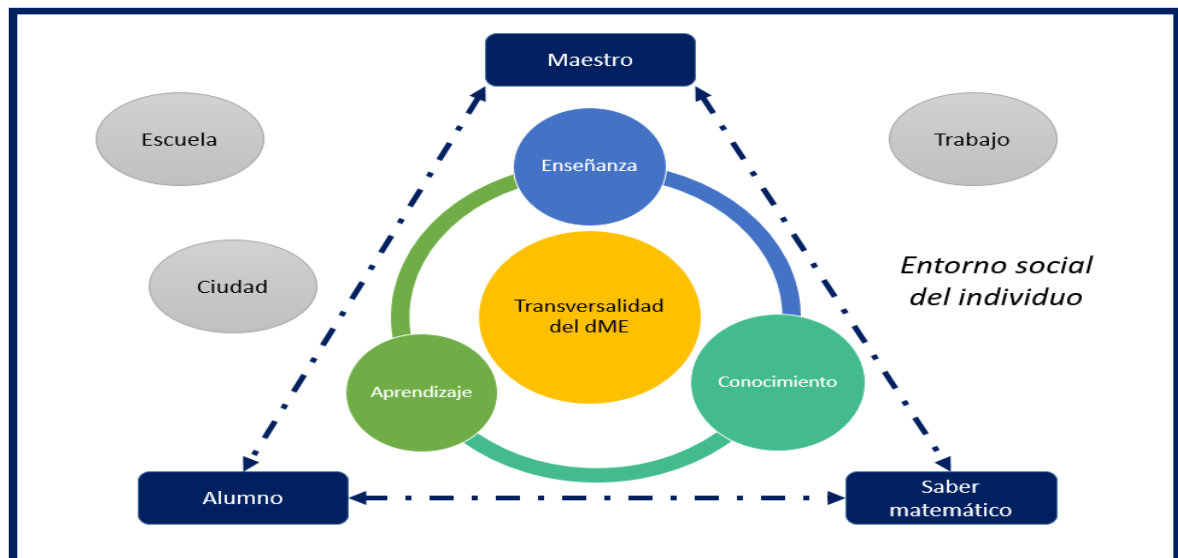 Maestro
Escuela
Trabajo
Enseñanza
Ciudad
Entorno social
del individuo
Transversalidad
del dME
Aprendizaje
Conocimiento
Alumno
Saber
matemático